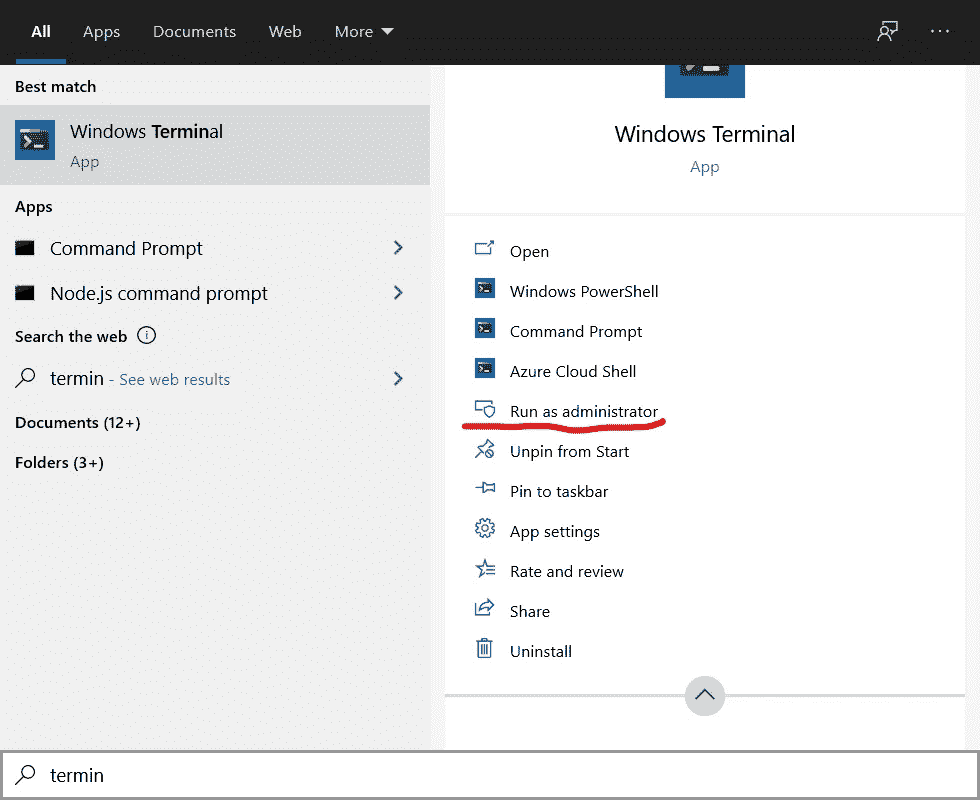 All Apps Documents Web More
Best match
Windows Terminal
App
Apps
Command Prompt
Node.js command prompt
Search the web
termin - See web results
Documents (12+)
Folders (3+)
Windows Terminal
App
Open
Windows PowerShell
Command Prompt
Azure Cloud Shell
Run as administrator
Unpin from Start
Pin to taskbar
App settings
Rate and review
Share
Uninstall
termin